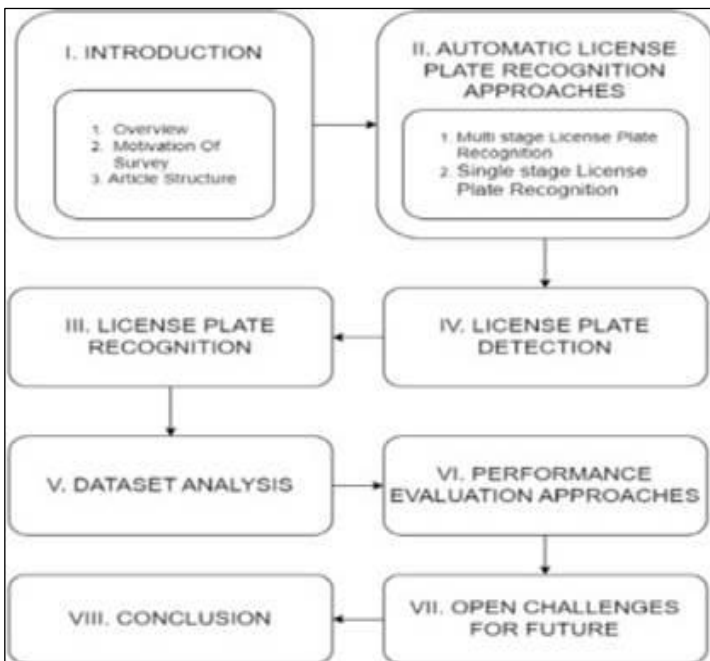 I. INTRODUCTION
1. Overview
2. Motivation Of
Survey
3. Article Structure
II. AUTOMATIC LICENSE
PLATE RECOGNITION
APPROACHES
1. Multi stage License Plate
Recognition
2. Single stage License
Plate Recognition
III. LICENSE PLATE
RECOGNITION
IV. LICENSE PLATE
DETECTION
V. DATASET ANALYSIS
VI. PERFORMANCE
EVALUATION APPROACHES
VIII. CONCLUSION
VII. OPEN CHALLENGES
FOR FUTURE